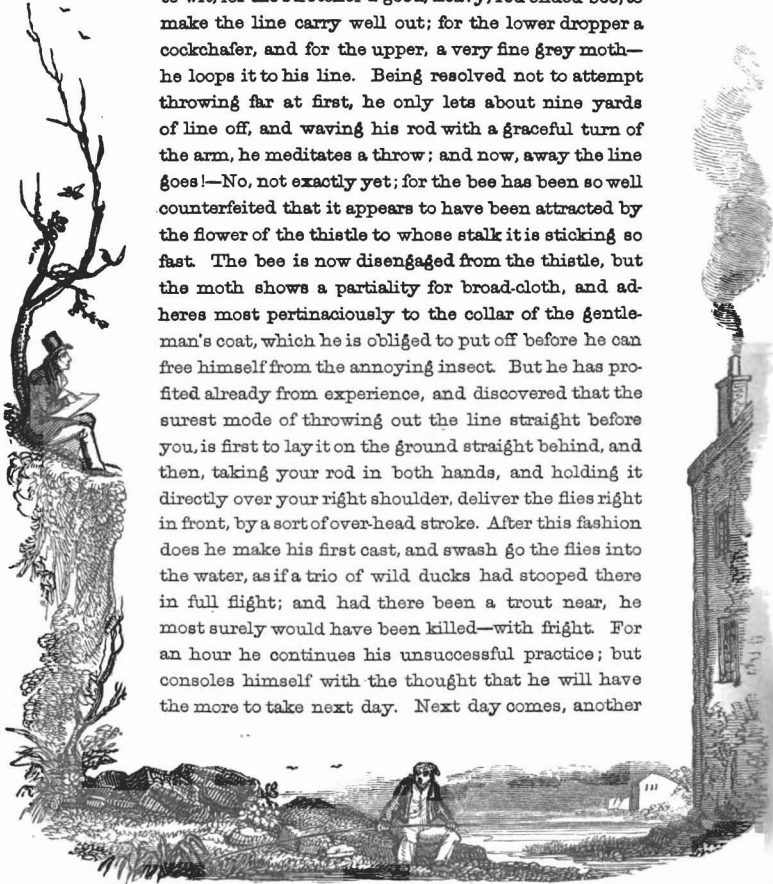 make the line carry well out; for the lower dropper a
cockchafer, and for the upper, a very fine grey moth—
he loops it to his line. Being resolved not to attempt
throwing far at first, he only lets about nine yards
of line off, and waving his rod with a graceful turn of
the arm, he meditates a throw; and now, away the line
goes!—No, not exactly yet; for the bee has been so well
counterfeited that it appears to have been attracted by
the flower of the thistle to whose stalk it is sticking so
fast. The bee is now disengaged from the thistle, but
the moth shows a partiality for broad-cloth, and ad-
heres most pertinaciously to the collar of the gentle-
man's coat, which he is obliged to put off before he can
free himself from the annoying insect. But he has pro-
fited already from experience, and discovered that the
surest mode of throwing out the line straight before
you, is first to lay it on the ground straight behind, and
then, taking your rod in both hands, and holding it
directly over your right shoulder, deliver the flies right
in front, by a sort of over-head stroke. After this fashion
does he make his first cast, and swash go the flies into
the water, as if a trio of wild ducks had stooped there
in full flight; and had there been a trout near, he
most surely would have been killed—with fright. For
an hour he continues his unsuccessful practice; but
consoles himself with the thought that he will have
the more to take next day. Next day comes, another